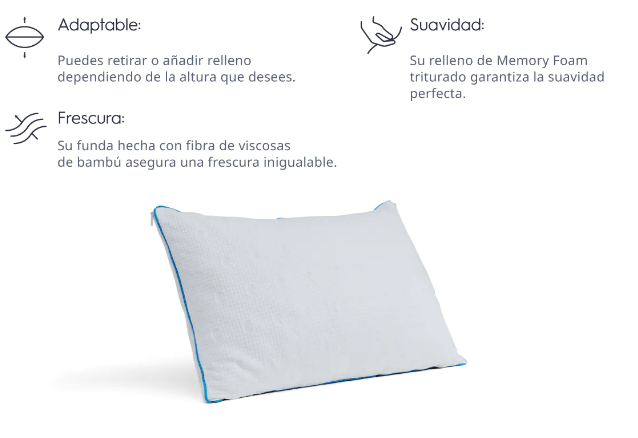 Adaptable:
Puedes retirar o añadir relleno
dependiendo de la altura que desees.
Suavidad:
Su relleno de Memory Foam
triturado garantiza la suavidad
perfecta.
Frescura:
Su funda hecha con fibra de viscosas
de bambú asegura una frescura inigualable.